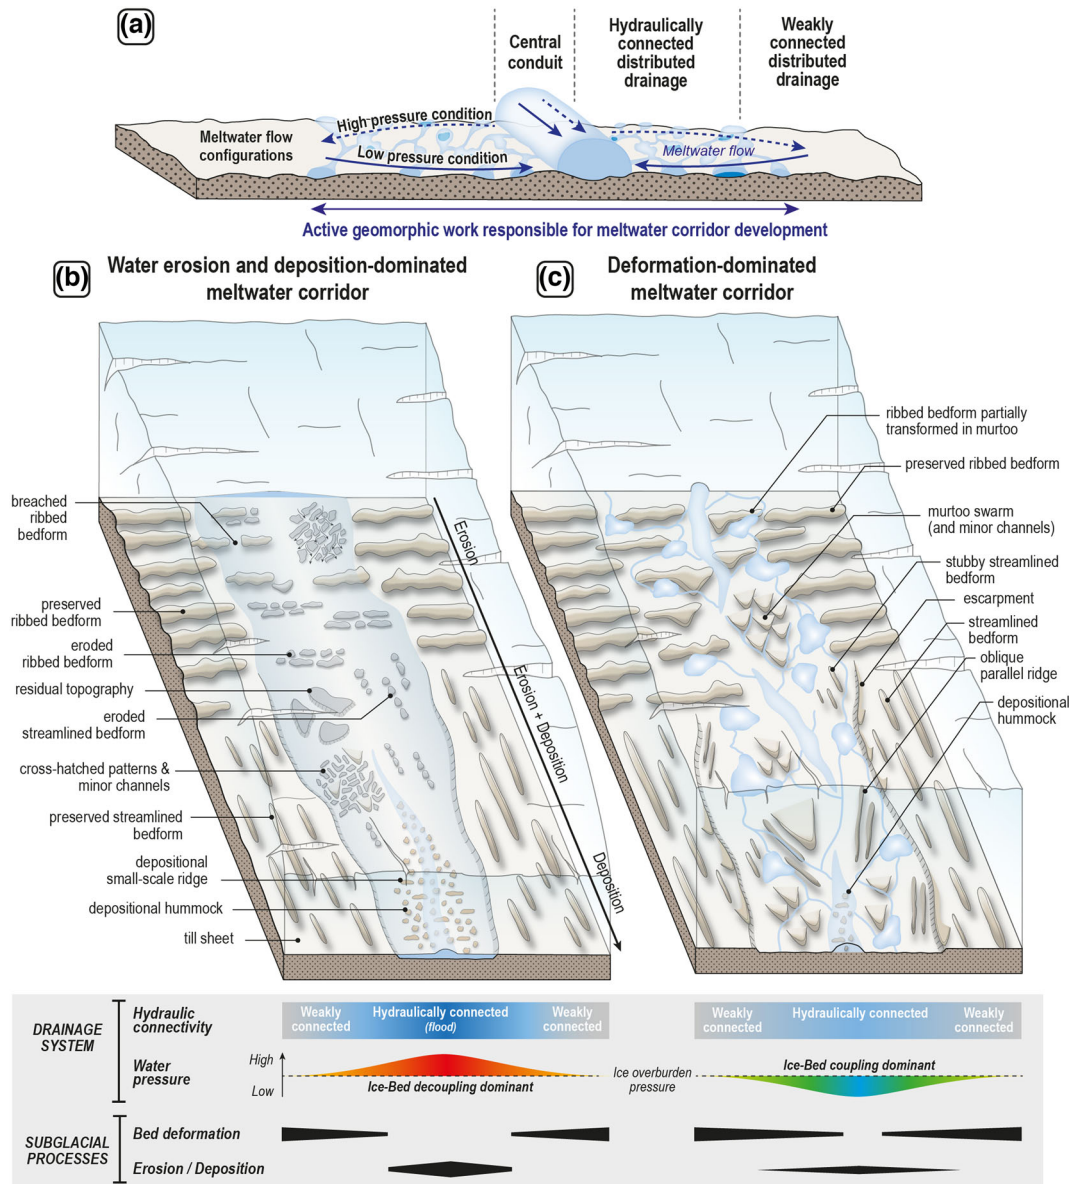 (a)
Central
conduit
Hydraulically
connected
distributed
drainage
Weakly
connected
distributed
drainage
High-pressure condition
Meltwater flow
configurations
Low pressure condition
Meltwater flow
Active geomorphic work responsible for meltwater corridor development
(b)
Water erosion and deposition-dominated
meltwater corridor
breached
ribbed
bedform
preserved
ribbed bedform
eroded
ribbed bedform
residual topography
eroded
streamlined bedform
cross-hatched patterns &
minor channels
preserved streamlined
bedform
depositional
small-scale ridge
depositional hummock
till sheet
Erosion
Erosion + Deposition
Deposition
(c)
Deformation-dominated
meltwater corridor
ribbed bedform partially
transformed in murtoo
preserved ribbed bedform
murtoo swarm
(and minor channels)
stubby streamlined
bedform
escarpment
streamlined
bedform
oblique
parallel ridge
depositional
hummock
DRAINAGE
SYSTEM
Hydraulic
connectivity
Weakly
connected
Hydraulically connected
(flood)
Weakly
connected
Weakly
connected
Hydraulically connected
Weakly
connected
Water
pressure
High
Low
Ice-Bed decoupling dominant
Ice overburden
pressure
Ice-Bed coupling dominant
SUBGLACIAL
PROCESSES
Bed deformation
Erosion / Deposition